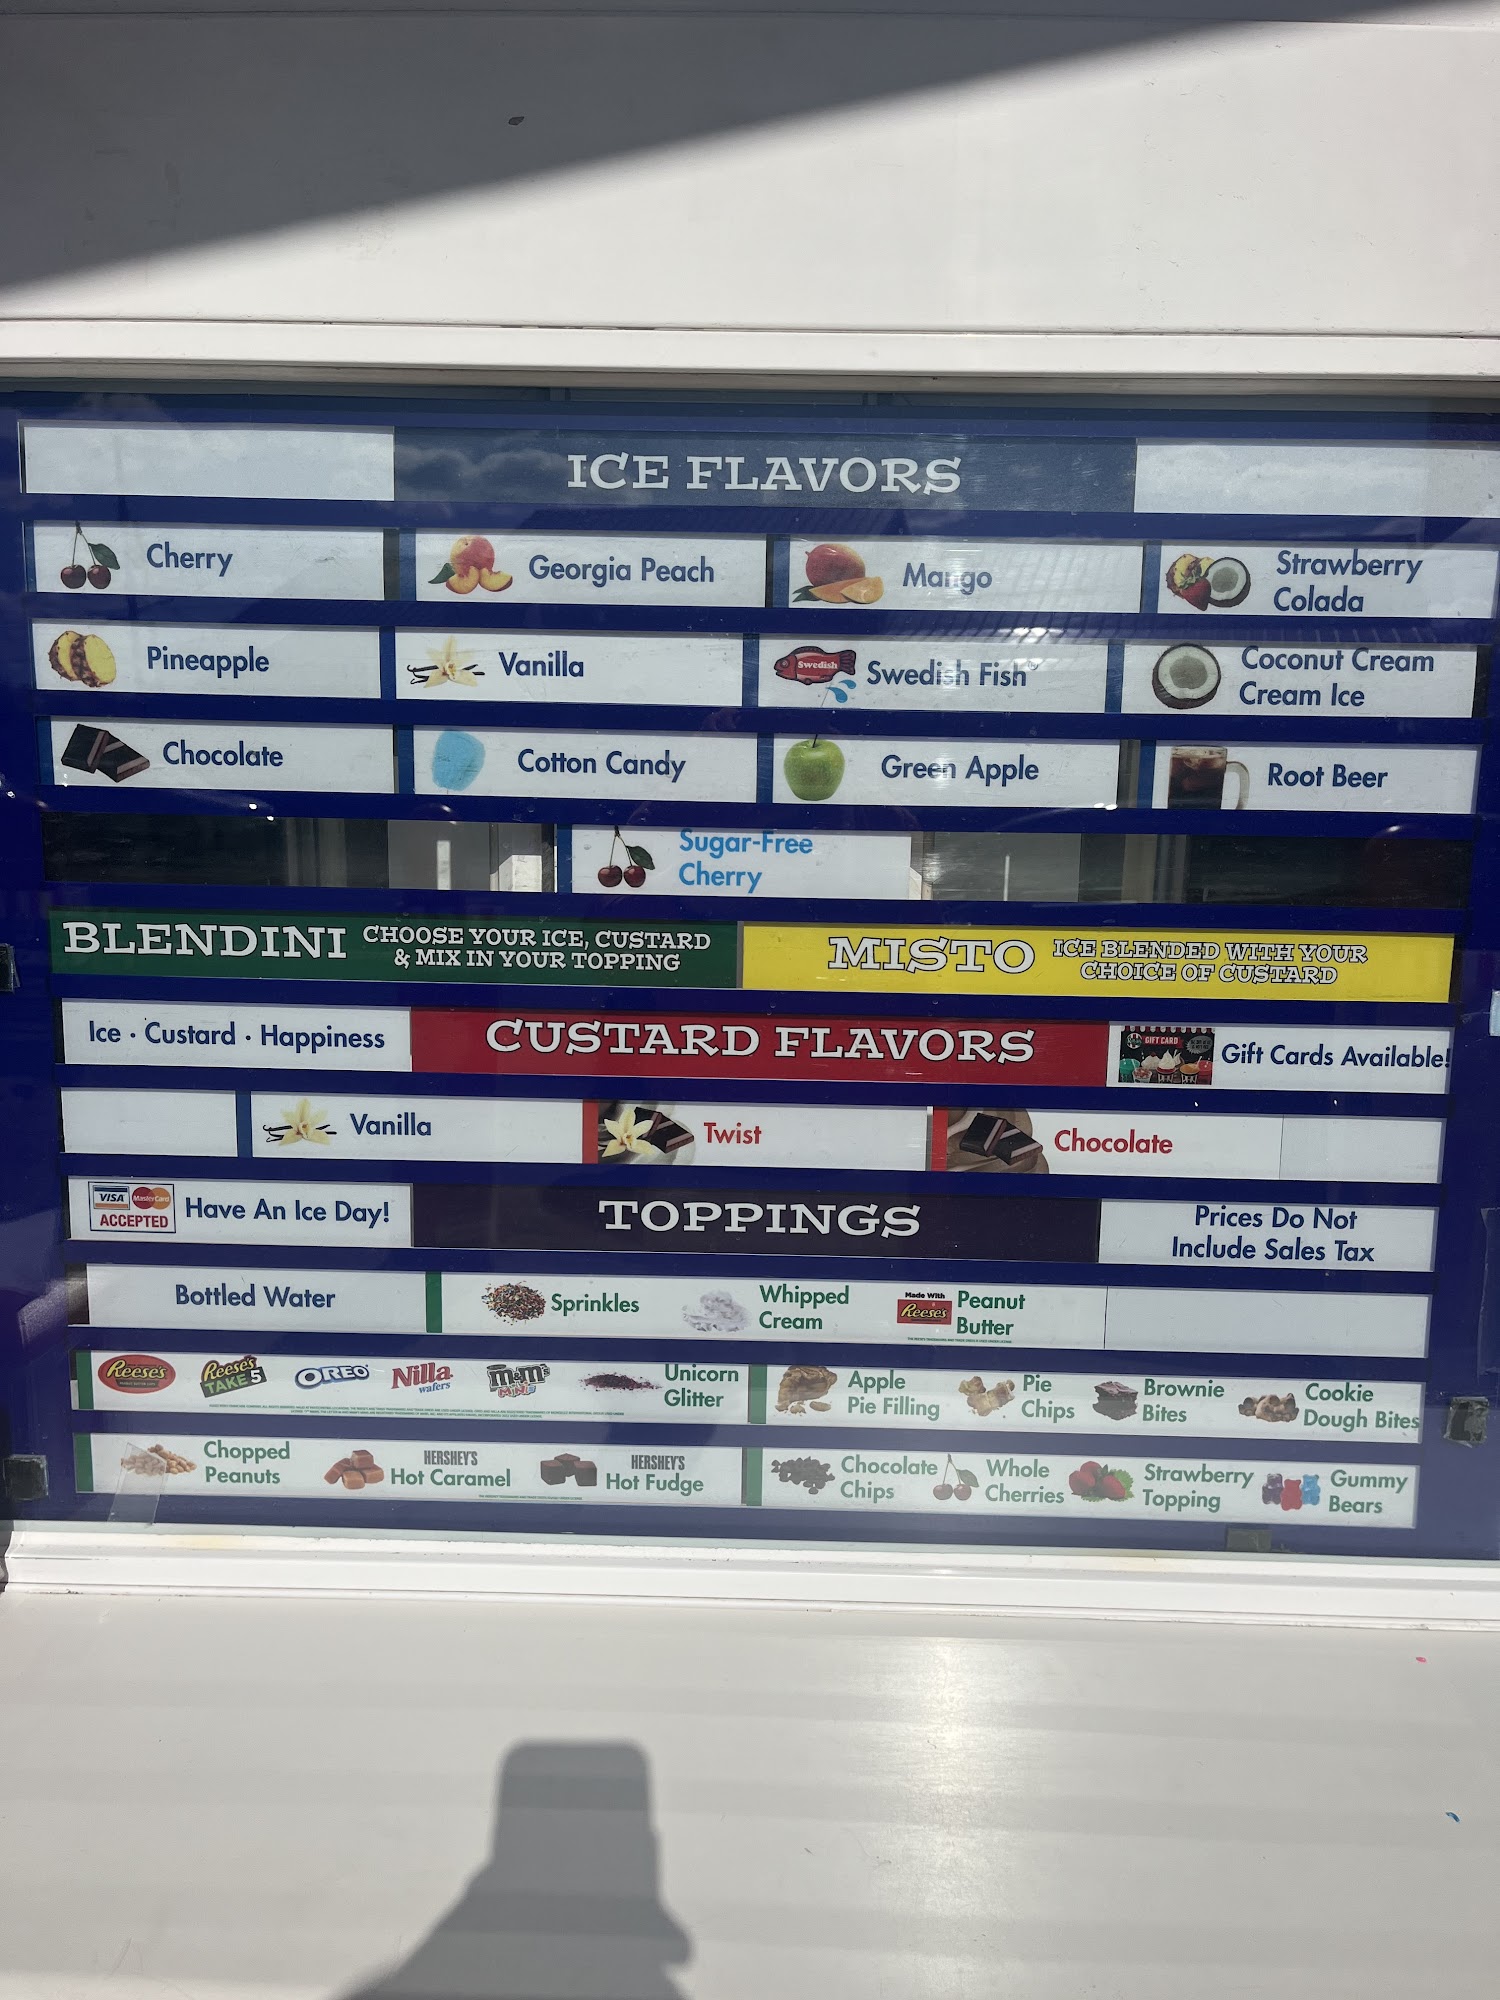 ICE FLAVORS
Cherry
Georgia Peach
Mango
Strawberry
Colada
Pineapple
Vanilla
Swedish
Swedish Fish®
Coconut Cream
Cream Ice
Chocolate
Cotton Candy
Green Apple
Root Beer
Sugar-Free
Cherry
BLENDINI
CHOOSE YOUR ICE, CUSTARD
& MIX IN YOUR TOPPING
MISTO
ICE BLENDED WITH YOUR
CHOICE OF CUSTARD
Ice · Custard · Happiness
CUSTARD FLAVORS
GIFT CARD
Gift Cards Available!
Vanilla
Twist
Chocolate
VISA
MasterCard
ACCEPTED
Have An Ice Day!
TOPPINGS
Prices Do Not
Include Sales Tax
Bottled Water
Sprinkles
Whipped
Cream
Made With
Reese's
Peanut
Butter
Reese's
Reese's
TAKE 5
OREO
Nilla
wafers
m&m's
MINIS
Unicorn
Glitter
Apple
Pie Filling
Pie
Chips
Brownie
Bites
Cookie
Dough Bites
Chopped
Peanuts
HERSHEY'S
Hot Caramel
HERSHEY'S
Hot Fudge
Chocolate
Chips
Whole
Cherries
Strawberry
Topping
Gummy
Bears